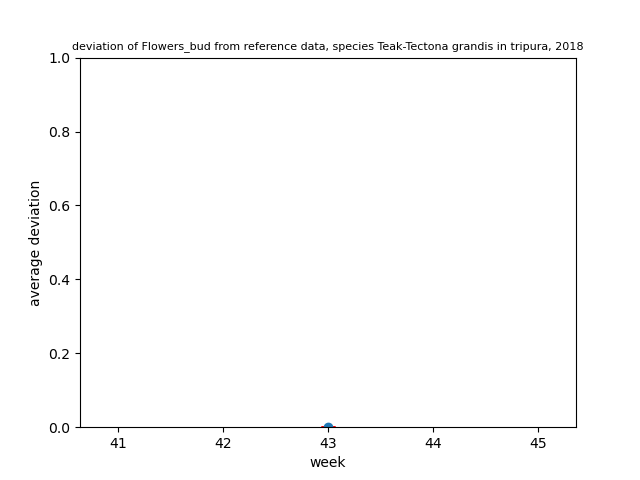 deviation of Flowers_bud from reference data, species Teak-Tectona grandis in tripura, 2018
1.0
0.8
0.6
0.4
0.2
0.0
average deviation
41 42 43 44 45
week